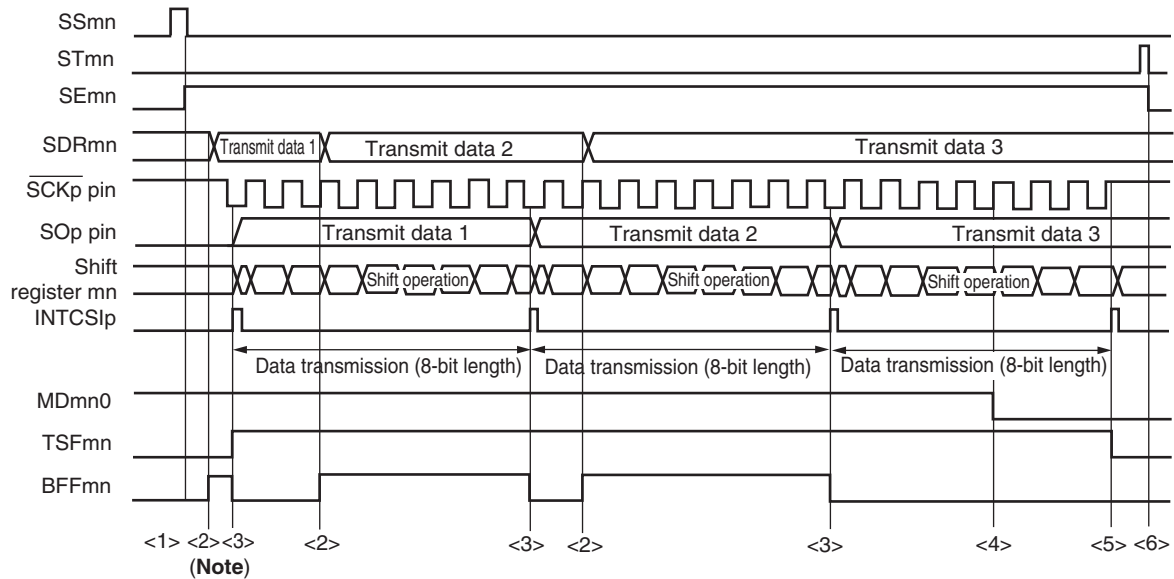 SSmn
STmn
SEmn
SDRmn Transmit data 1 Transmit data 2 Transmit data 3
SCKp pin
SOp pin Transmit data 1 Transmit data 2 Transmit data 3
Shift
register mn Shift operation Shift operation Shift operation
INTCSIp
Data transmission (8-bit length) Data transmission (8-bit length) Data transmission (8-bit length)
MDmn0
TSFmn
BFFmn
<1> <2> <3> <2> <3> <2> <3> <4> <5> <6>
(Note)